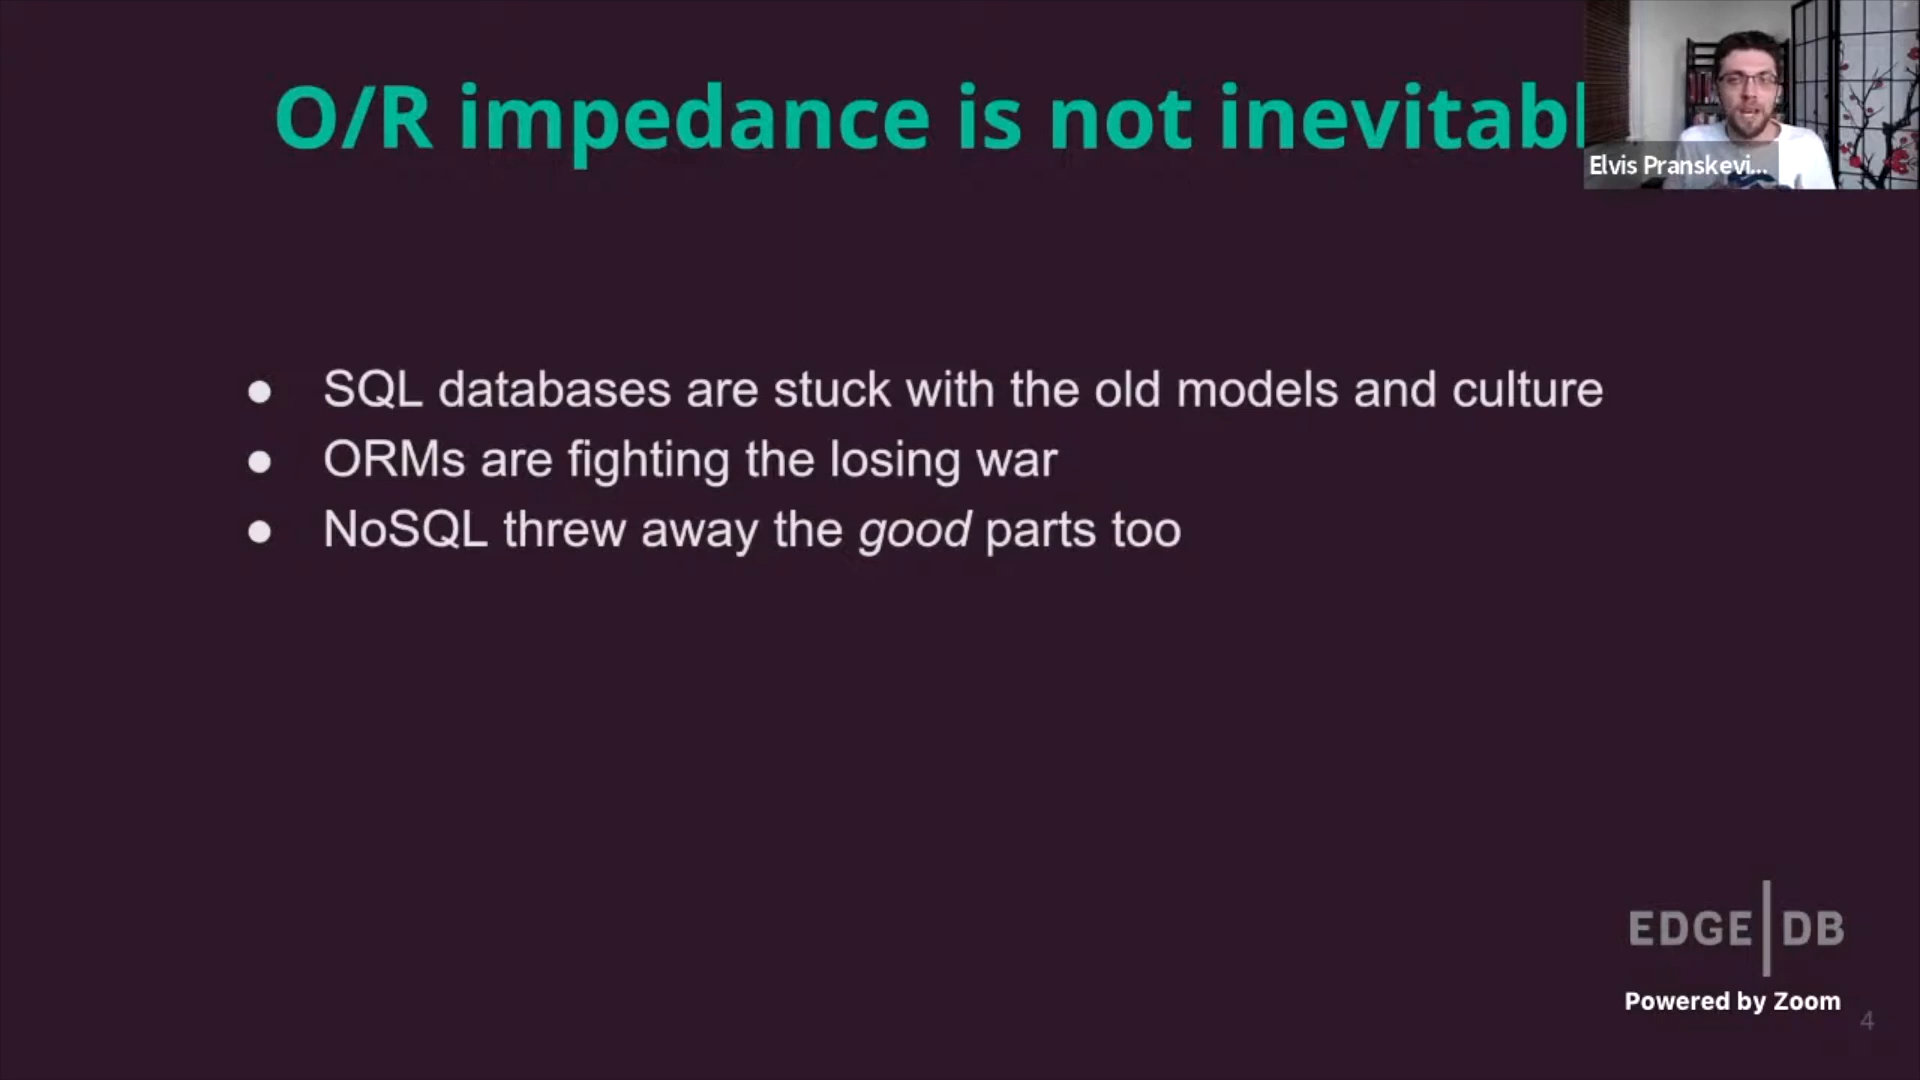 O/R impedance is not inevitabl
Elvis Pranskevi...
● SQL databases are stuck with the old models and culture
● ORMs are fighting the losing war
● NoSQL threw away the good parts too
EDGE|DB
Powered by Zoom
4